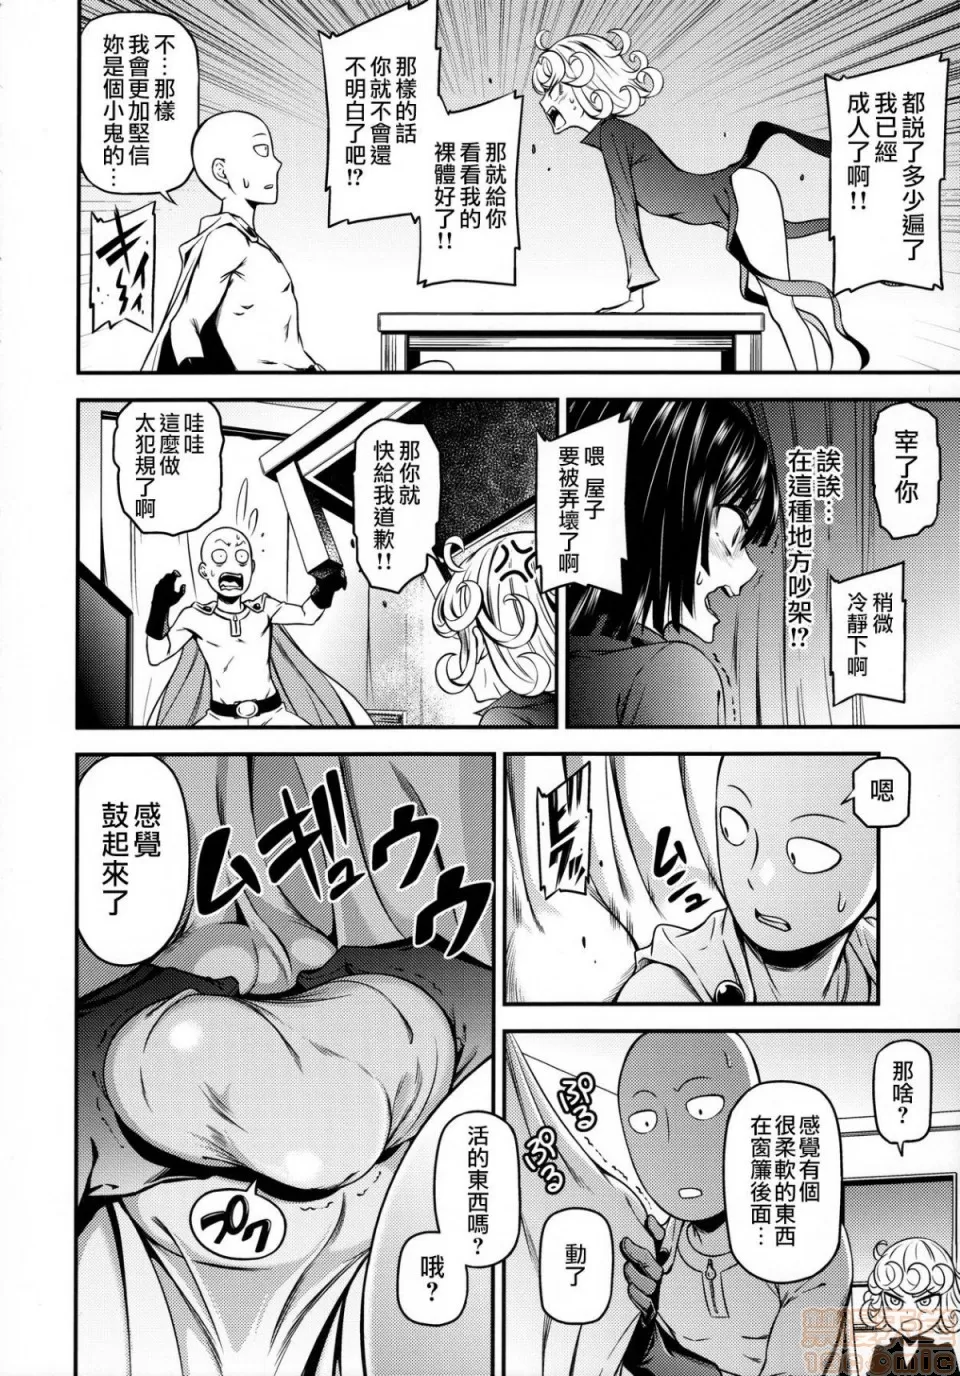 都說了多少遍了
我已經
成人了啊!!
那就給你
看看我的
裸體好了!!
那樣的話
你就不會還
不明白了吧!?
不…那樣
我會更加堅信
妳是個小鬼的…
キィィ
宰了你
稍微
冷靜下啊
誒誒…
在這種地方吵架!?
喂 屋子
要被弄壞了啊
那你就
快給我道歉!!
哇哇
這麼做
太犯規了啊
嗯
ムニュ
ビクッ
那啥?
感覺有個
很柔軟的東西
在窗簾後面…
動了
ぷる
ぷる
感覺
鼓起來了
ムギュウウ
プク
活的東西嗎?
哦?